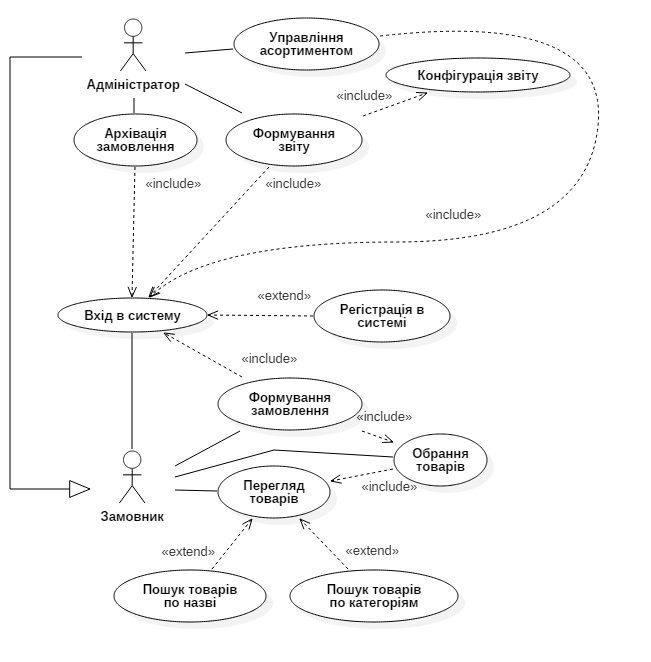 Управління
асортиментом
Конфігурація звіту
Адміністратор
«include»
Архівація
замовлення
Формування
звіту
«include»
«include»
«include»
«extend»
Вхід в систему
Регістрація в
системі
«include»
Формування
замовлення
«include»
Обрання
товарів
Перегляд
товарів
«include»
Замовник
«extend»
«extend»
Пошук товарів
по назві
Пошук товарів
по категоріям